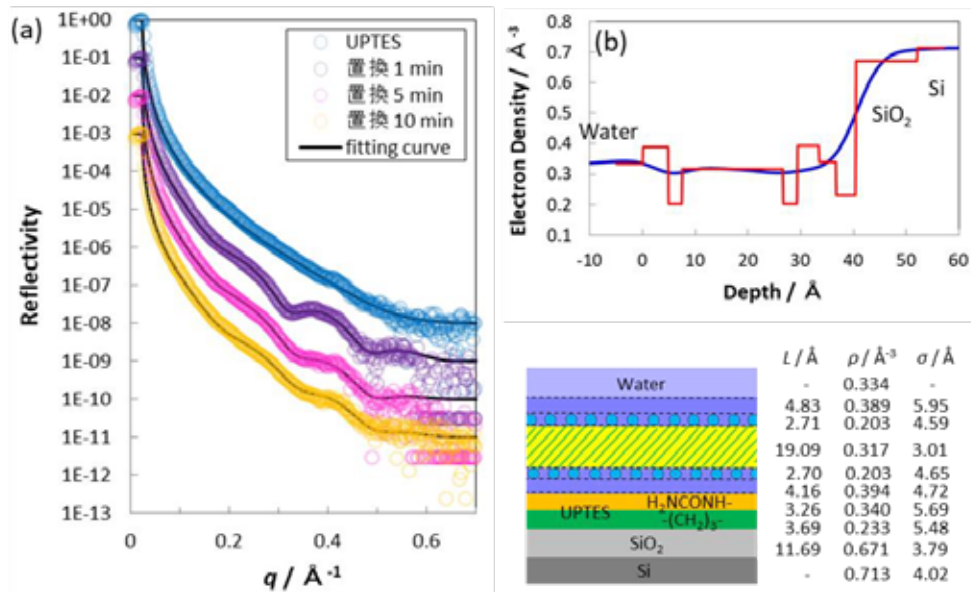 (a)
1E+00
1E-01
1E-02
1E-03
1E-04
1E-05
1E-06
1E-07
1E-08
1E-09
1E-10
1E-11
1E-12
1E-13
Reflectivity
0
0.2
0.4
0.6
q / Å⁻¹
UPTES
置換 1 min
置換 5 min
置換 10 min
fitting curve
(b)
Electron Density / Å⁻³
0.8
0.7
0.6
0.5
0.4
0.3
0.2
0.1
-10 0 10 20 30 40 50 60
Depth / Å
Water
SiO₂
Si
Water
UPTES
H₂NCONH-
-(CH₂)₃-
SiO₂
Si
L / Å ρ / Å⁻³ σ / Å
- 0.334 -
4.83 0.389 5.95
2.71 0.203 4.59
19.09 0.317 3.01
2.70 0.203 4.65
4.16 0.394 4.72
3.26 0.340 5.69
3.69 0.233 5.48
11.69 0.671 3.79
- 0.713 4.02